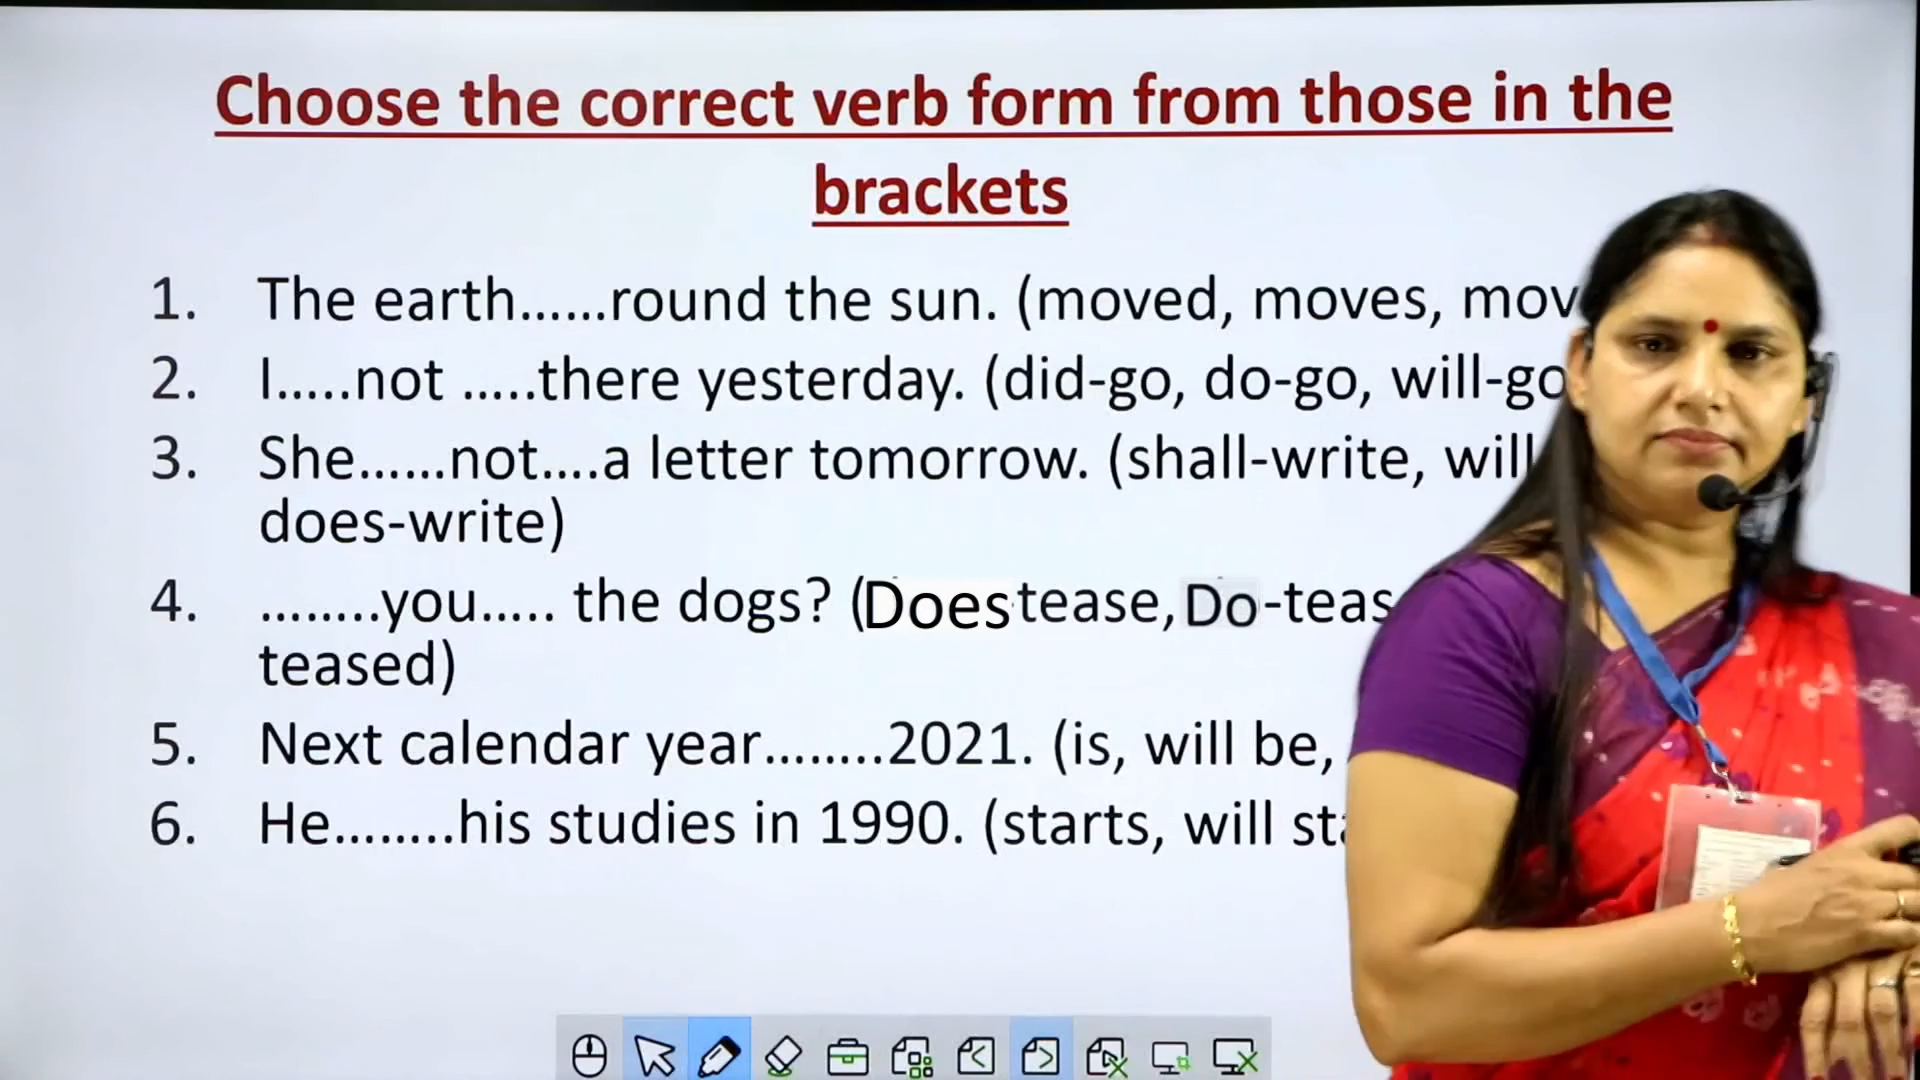 Choose the correct verb form from those in the
brackets
1. The earth......round the sun. (moved, moves, mov
2. I.....not .....there yesterday. (did-go, do-go, will-go
3. She......not....a letter tomorrow. (shall-write, will
does-write)
4. ........you..... the dogs? (Does tease, Do-teas
teased)
5. Next calendar year........2021. (is, will be,
6. He........his studies in 1990. (starts, will sta